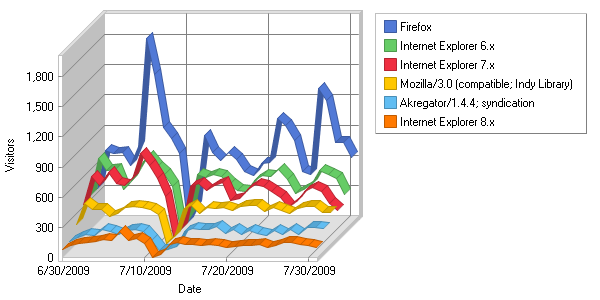 Firefox
Internet Explorer 6.x
Internet Explorer 7.x
Mozilla/3.0 (compatible; Indy Library)
Akregator/1.4.4; syndication
Internet Explorer 8.x
Visitors
1,800
1,500
1,200
900
600
300
0
6/30/2009 7/10/2009 7/20/2009 7/30/2009
Date